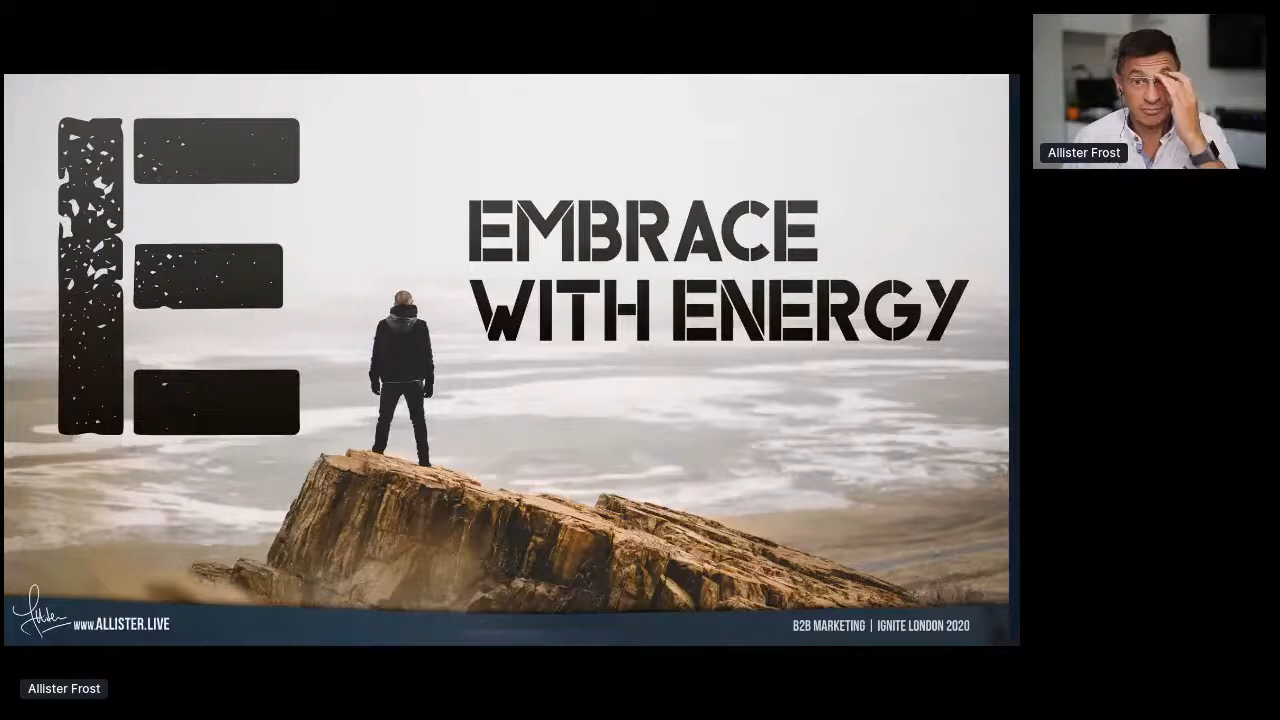 E
EMBRACE
WITH ENERGY
Allister Frost
www.ALLISTER.LIVE
B2B MARKETING | IGNITE LONDON 2020
Allister Frost